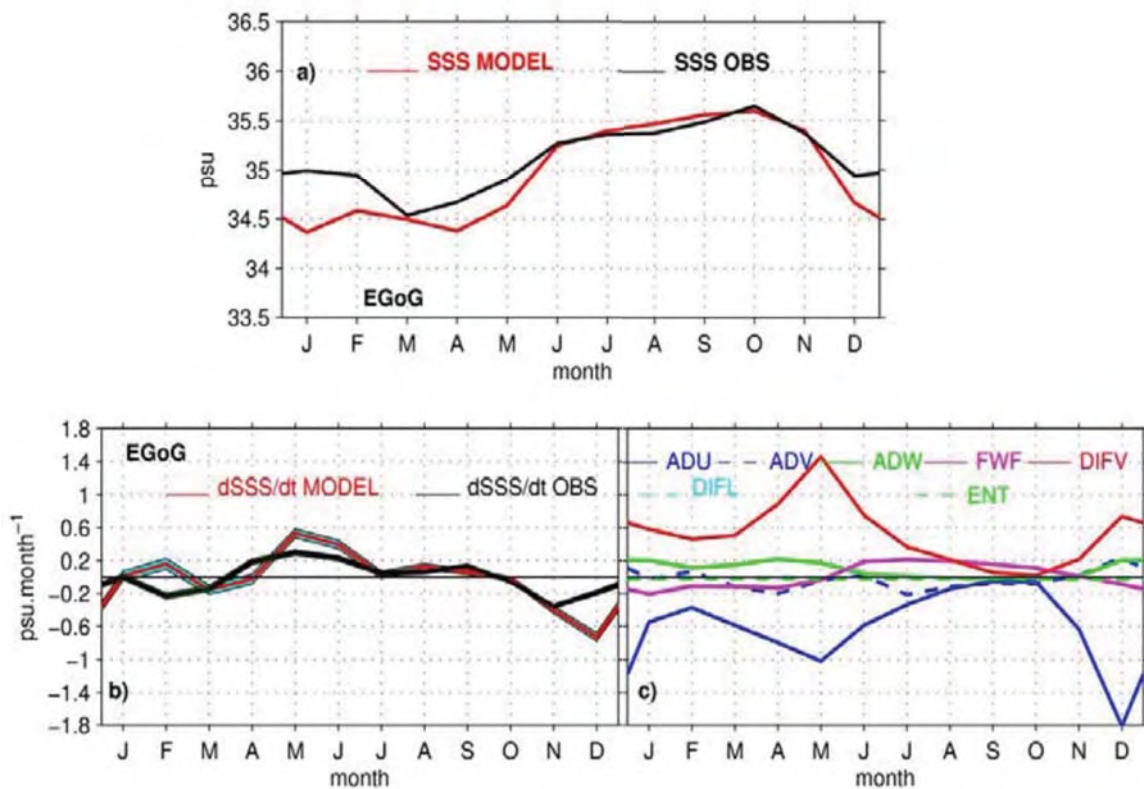 36.5
36
35.5
35
34.5
34
33.5
psu
a)
SSS MODEL
SSS OBS
EGoG
J F M A M J J A S O N D
month
1.8
1.4
1
0.6
0.2
-0.2
-0.6
-1
-1.4
-1.8
psu.month⁻¹
EGoG
dSSS/dt MODEL
dSSS/dt OBS
b)
J F M A M J J A S O N D
month
ADU ADV ADW FWF DIFV
DIFL ENT
c)
J F M A M J J A S O N D
month